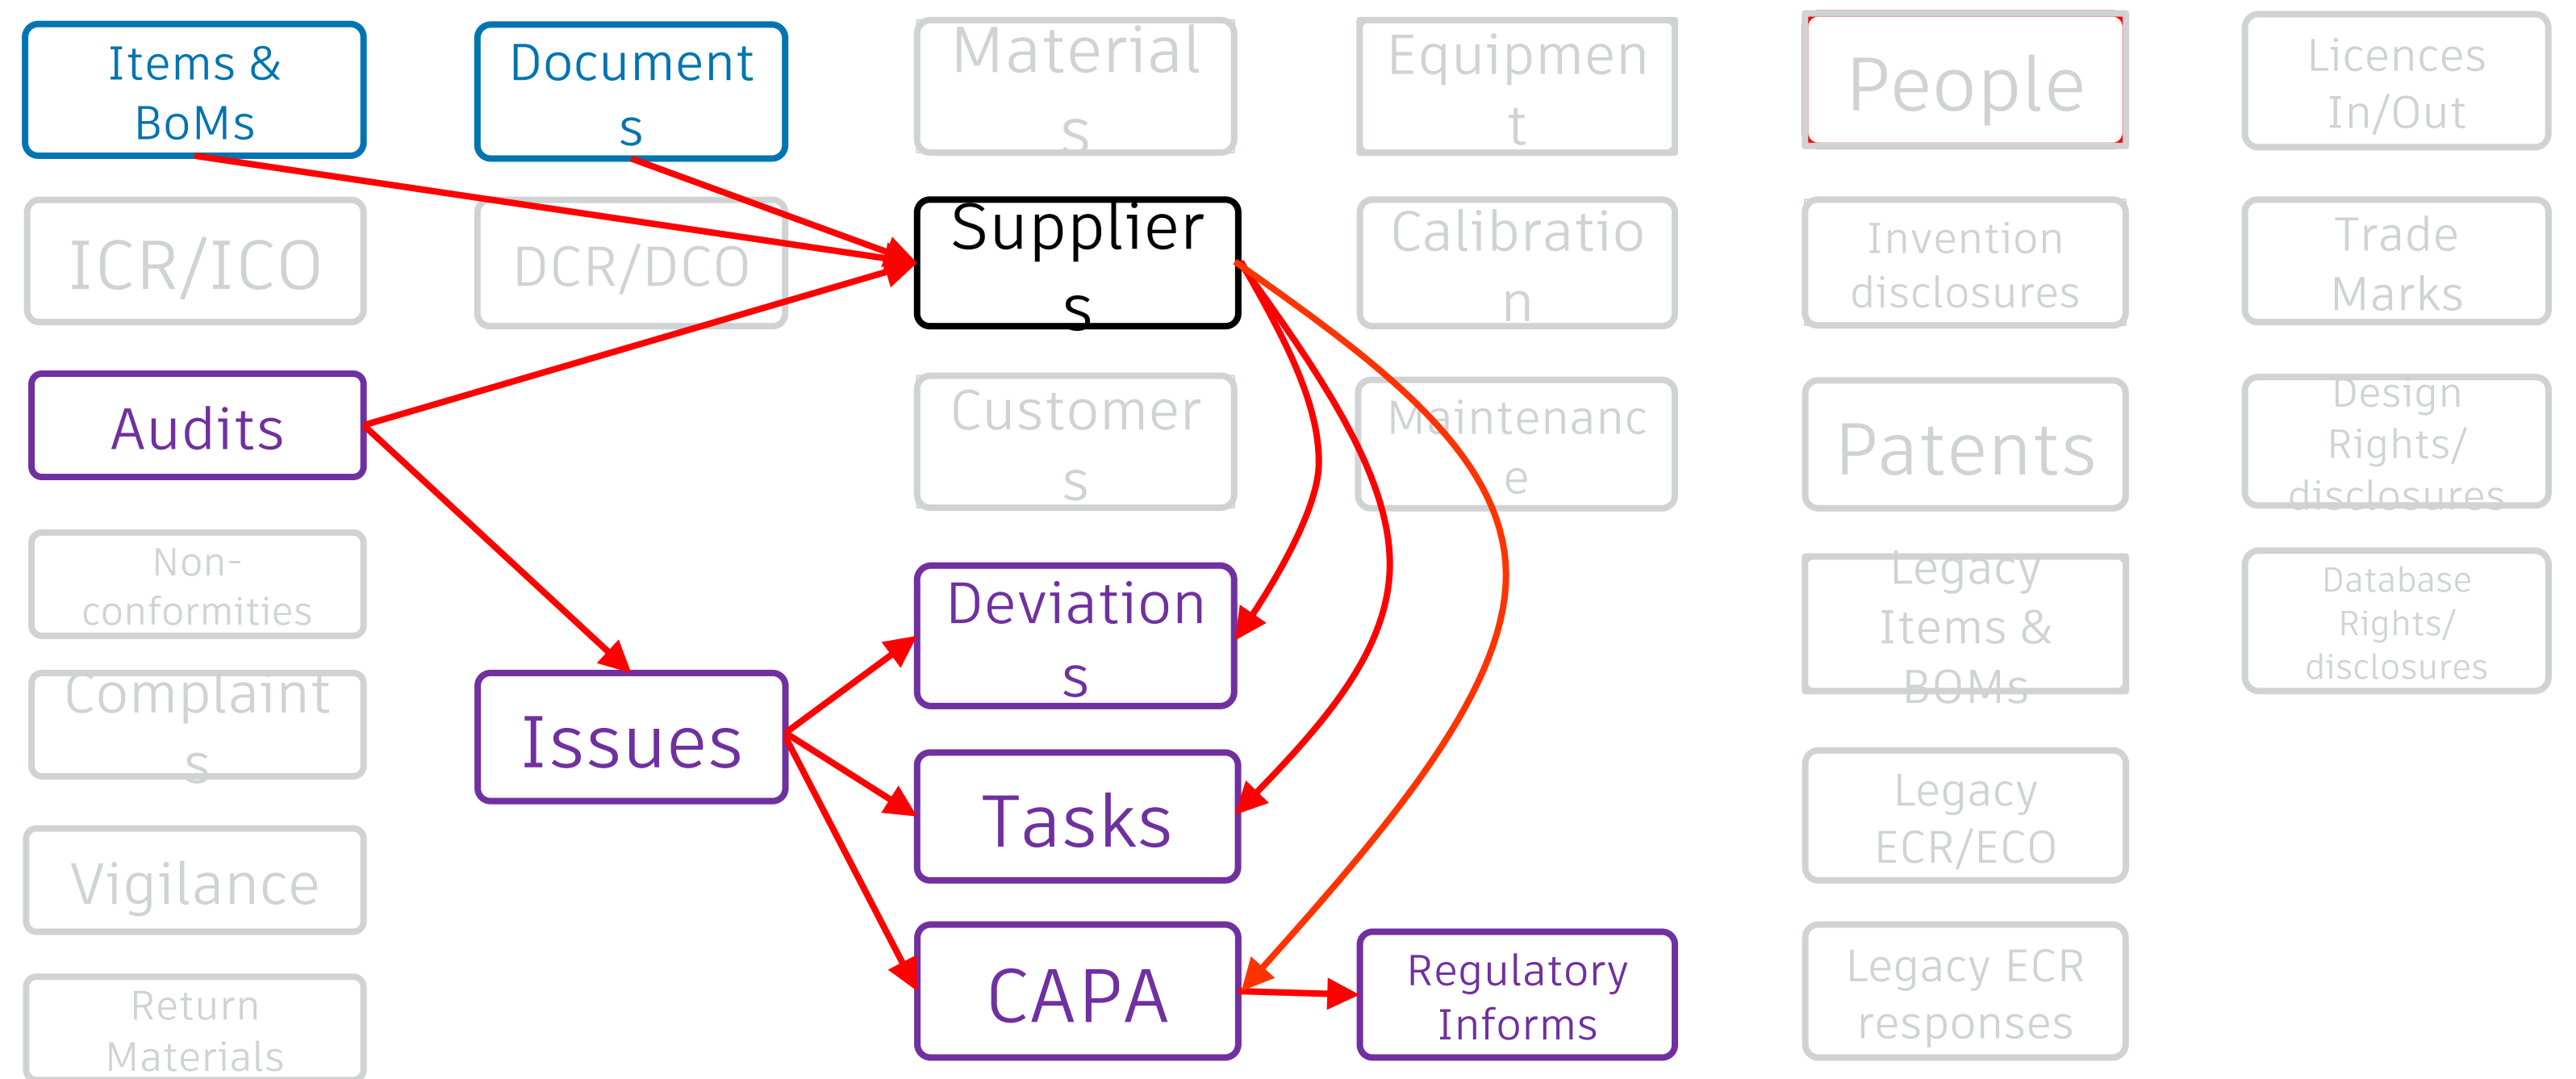 Items &
BoMs
Document
s
Material
s
Equipmen
t
People
Licences
In/Out
ICR/ICO
DCR/DCO
Supplier
s
Calibratio
n
Invention
disclosures
Trade
Marks
Audits
Customer
s
Maintenanc
e
Patents
Design
Rights/
disclosures
Non-
conformities
Deviation
s
Legacy
Items &
BOMs
Database
Rights/
disclosures
Complaint
s
Issues
Tasks
Legacy
ECR/ECO
Vigilance
CAPA
Regulatory
Informs
Legacy ECR
responses
Return
Materials